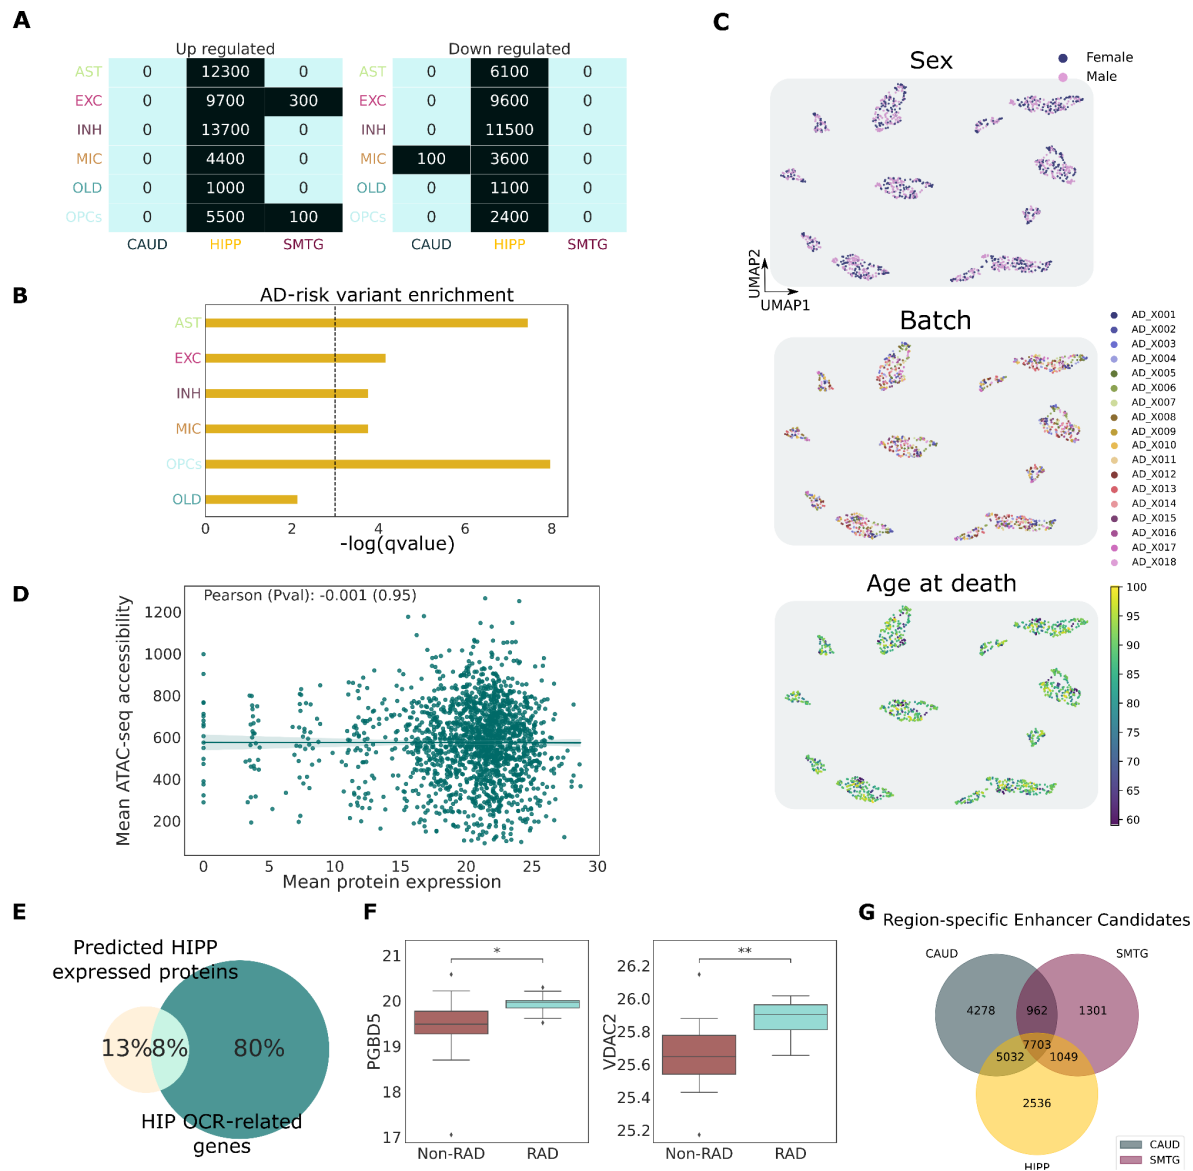 A
Up regulated
AST 0 12300 0
EXC 0 9700 300
INH 0 13700 0
MIC 0 4400 0
OLD 0 1000 0
OPCs 0 5500 100
CAUD HIPP SMTG
Down regulated
AST 0 6100 0
EXC 0 9600 0
INH 0 11500 0
MIC 100 3600 0
OLD 0 1100 0
OPCs 0 2400 0
CAUD HIPP SMTG
B
AD-risk variant enrichment
AST
EXC
INH
MIC
OPCs
OLD
0 2 4 6 8
-log(qvalue)
C
Sex
Female
Male
UMAP2
UMAP1
Batch
AD_X001
AD_X002
AD_X003
AD_X004
AD_X005
AD_X006
AD_X007
AD_X008
AD_X009
AD_X010
AD_X011
AD_X012
AD_X013
AD_X014
AD_X015
AD_X016
AD_X017
AD_X018
Age at death
100
95
90
85
80
75
70
65
60
D
Pearson (Pval): -0.001 (0.95)
Mean ATAC-seq accessibility
1200
1000
800
600
400
200
0 5 10 15 20 25 30
Mean protein expression
E
Predicted HIPP
expressed proteins
13% 8% 80%
HIP OCR-related
genes
F
PGBD5
21
20
19
18
17
*
Non-RAD RAD
VDAC2
26.2
26.0
25.8
25.6
25.4
25.2
**
Non-RAD RAD
G
Region-specific Enhancer Candidates
CAUD
SMTG
4278 962 1301
7703
5032 1049
2536
HIPP
CAUD
SMTG